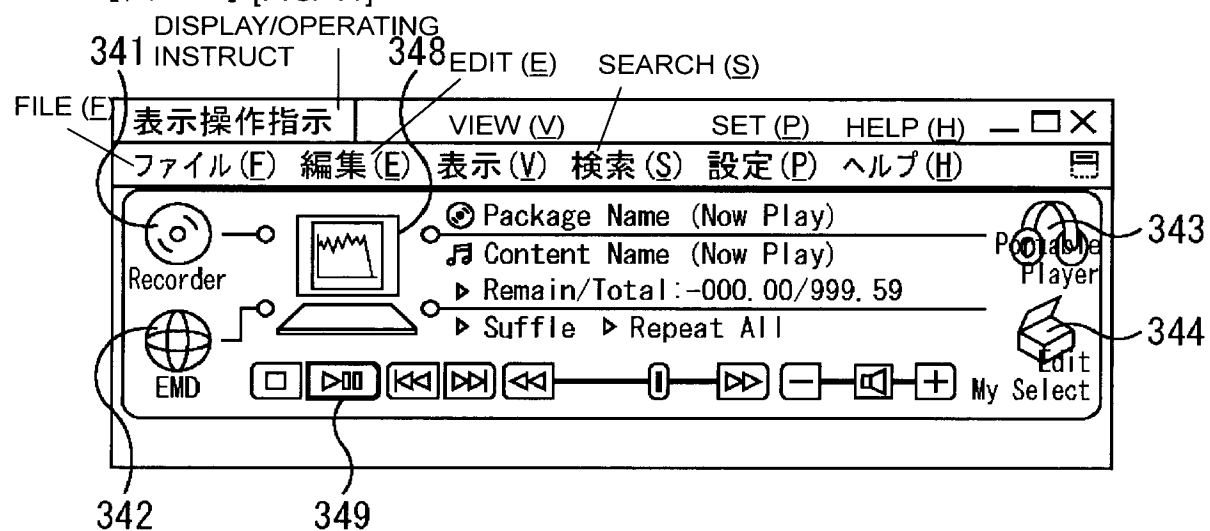 DISPLAY/OPERATING
INSTRUCT
341
348
EDIT (E)
SEARCH (S)
FILE (F)
表示操作指示
VIEW (V)
SET (P)
HELP (H)
ファイル(F) 編集(E) 表示(V) 検索(S) 設定(P) ヘルプ(H)
Package Name (Now Play)
Content Name (Now Play)
Remain/Total:-000.00/999.59
Suffle Repeat All
Recorder
EMD
Portable
Player
343
344
Edit
My Select
342
349